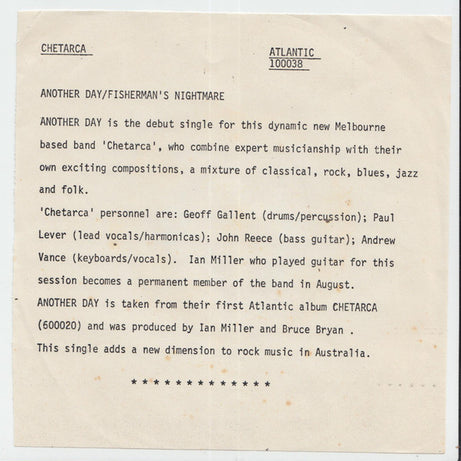 CHETARCA
ATLANTIC
100038
ANOTHER DAY/FISHERMAN'S NIGHTMARE
ANOTHER DAY is the debut single for this dynamic new Melbourne
based band 'Chetarca', who combine expert musicianship with their
own exciting compositions, a mixture of classical, rock, blues, jazz
and folk.
'Chetarca' personnel are: Geoff Gallent (drums/percussion); Paul
Lever (lead vocals/harmonicas); John Reece (bass guitar); Andrew
Vance (keyboards/vocals).  Ian Miller who played guitar for this
session becomes a permanent member of the band in August.
ANOTHER DAY is taken from their first Atlantic album CHETARCA
(600020) and was produced by Ian Miller and Bruce Bryan .
This single adds a new dimension to rock music in Australia.
* * * * * * * * * * * * *